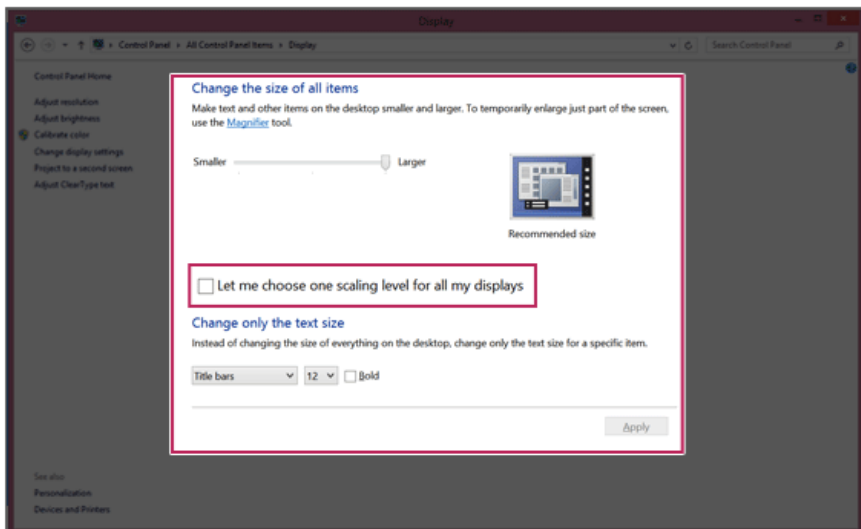 Display
Control Panel ▸ All Control Panel Items ▸ Display
Search Control Panel
Control Panel Home
Adjust resolution
Adjust brightness
Calibrate color
Change display settings
Project to a second screen
Adjust ClearType text
Change the size of all items
Make text and other items on the desktop smaller and larger. To temporarily enlarge just part of the screen,
use the Magnifier tool.
Smaller Larger
Recommended size
Let me choose one scaling level for all my displays
Change only the text size
Instead of changing the size of everything on the desktop, change only the text size for a specific item.
Title bars 12 Bold
Apply
See also
Personalization
Devices and Printers